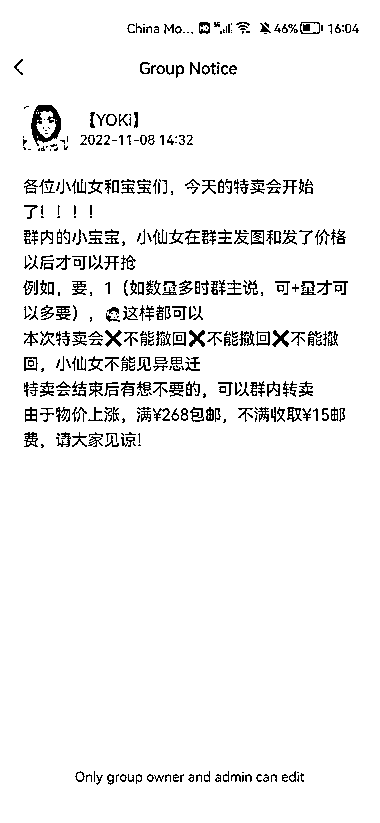 China Mo... HD 5G 46% 16:04
Group Notice
【YOKi】
2022-11-08 14:32
各位小仙女和宝宝们，今天的特卖会开始
了！！！！
群内的小宝宝，小仙女在群主发图和发了价格
以后才可以开抢
例如，要，1（如数量多时群主说，可+量才可
以多要），🙋这样都可以
本次特卖会❌不能撤回❌不能撤回❌不能撤
回，小仙女不能见异思迁
特卖会结束后有想不要的，可以群内转卖
由于物价上涨，满¥268包邮，不满收取¥15邮
费，请大家见谅！
Only group owner and admin can edit